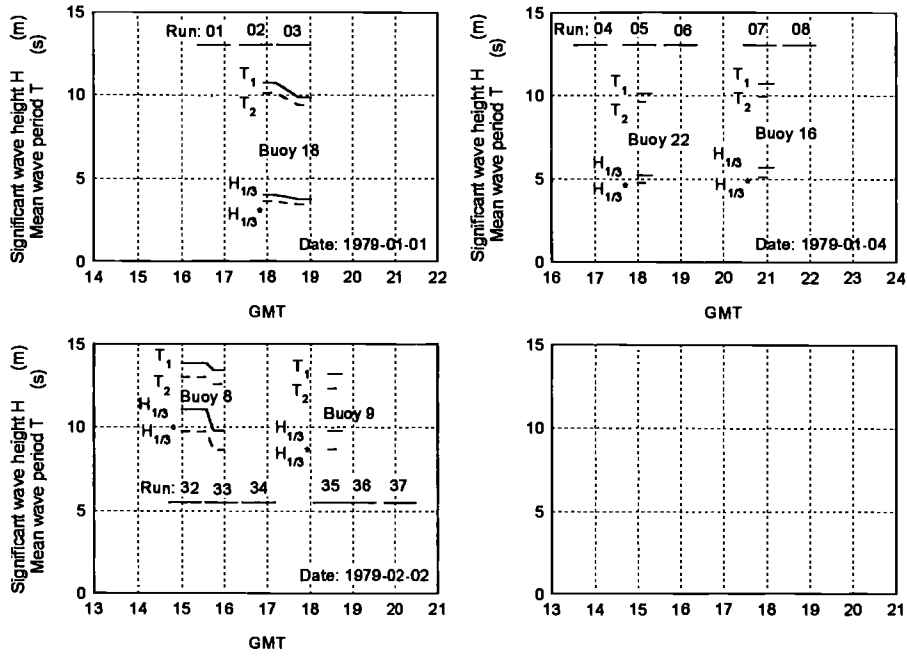 Significant wave height H (m)
Mean wave period T (s)
15
10
5
0
Run: 01 02 03
T1
T2
Buoy 18
H1/3
H1/3*
Date: 1979-01-01
14 15 16 17 18 19 20 21 22
GMT
Significant wave height H (m)
Mean wave period T (s)
15
10
5
0
Run: 04 05 06 07 08
T1
T2
T1
T2
Buoy 22
Buoy 16
H1/3
H1/3*
H1/3
H1/3*
Date: 1979-01-04
16 17 18 19 20 21 22 23 24
GMT
Significant wave height H (m)
Mean wave period T (s)
15
10
5
0
T1
T2
Buoy 8
H1/3
H1/3*
T1
T2
Buoy 9
H1/3
H1/3*
Run: 32 33 34 35 36 37
Date: 1979-02-02
13 14 15 16 17 18 19 20 21
GMT
15
10
5
0
13 14 15 16 17 18 19 20 21